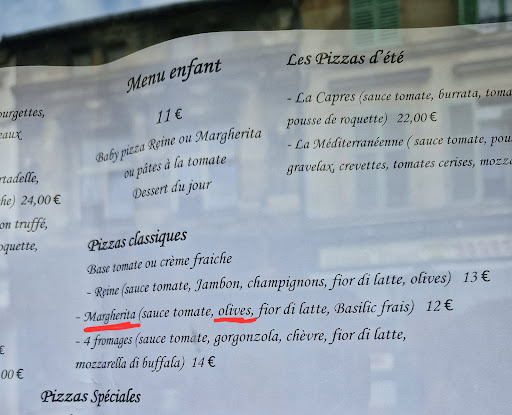 ourgettes,
eaux
rtadelle,
he) 24,00 €
on truffé,
oquette,
€
00 €
Menu enfant
11 €
Baby pizza Reine ou Margherita
ou pâtes à la tomate
Dessert du jour
Les Pizzas d'été
- La Capres (sauce tomate, burrata, toma
pousse de roquette) 22,00 €
- La Méditerranéenne ( sauce tomate, pou
gravelax, crevettes, tomates cerises, mozza
Pizzas classiques
Base tomate ou crème fraiche
- Reine (sauce tomate, Jambon, champignons, fior di latte, olives) 13 €
- Margherita (sauce tomate, olives, fior di latte, Basilic frais) 12 €
- 4 fromages (sauce tomate, gorgonzola, chèvre, fior di latte,
mozzarella di buffala) 14 €
Pizzas Spéciales